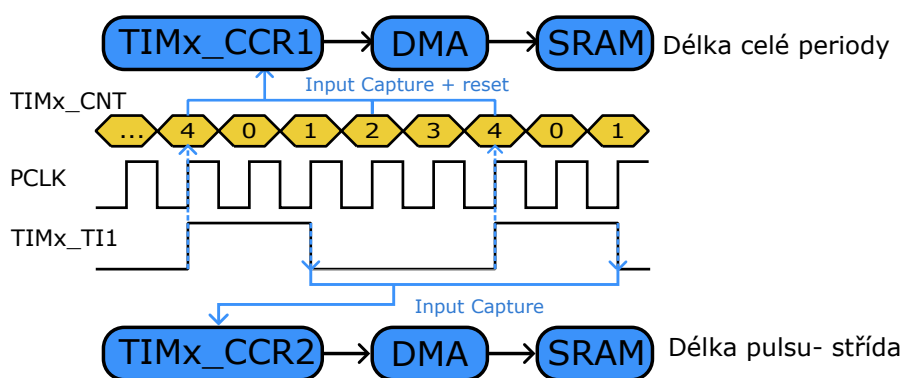 TIMx_CCR1 DMA SRAM Délka celé periody
Input Capture + reset
TIMx_CNT
... 4 0 1 2 3 4 0 1
PCLK
TIMx_TI1
Input Capture
TIMx_CCR2 DMA SRAM Délka pulsu- střída